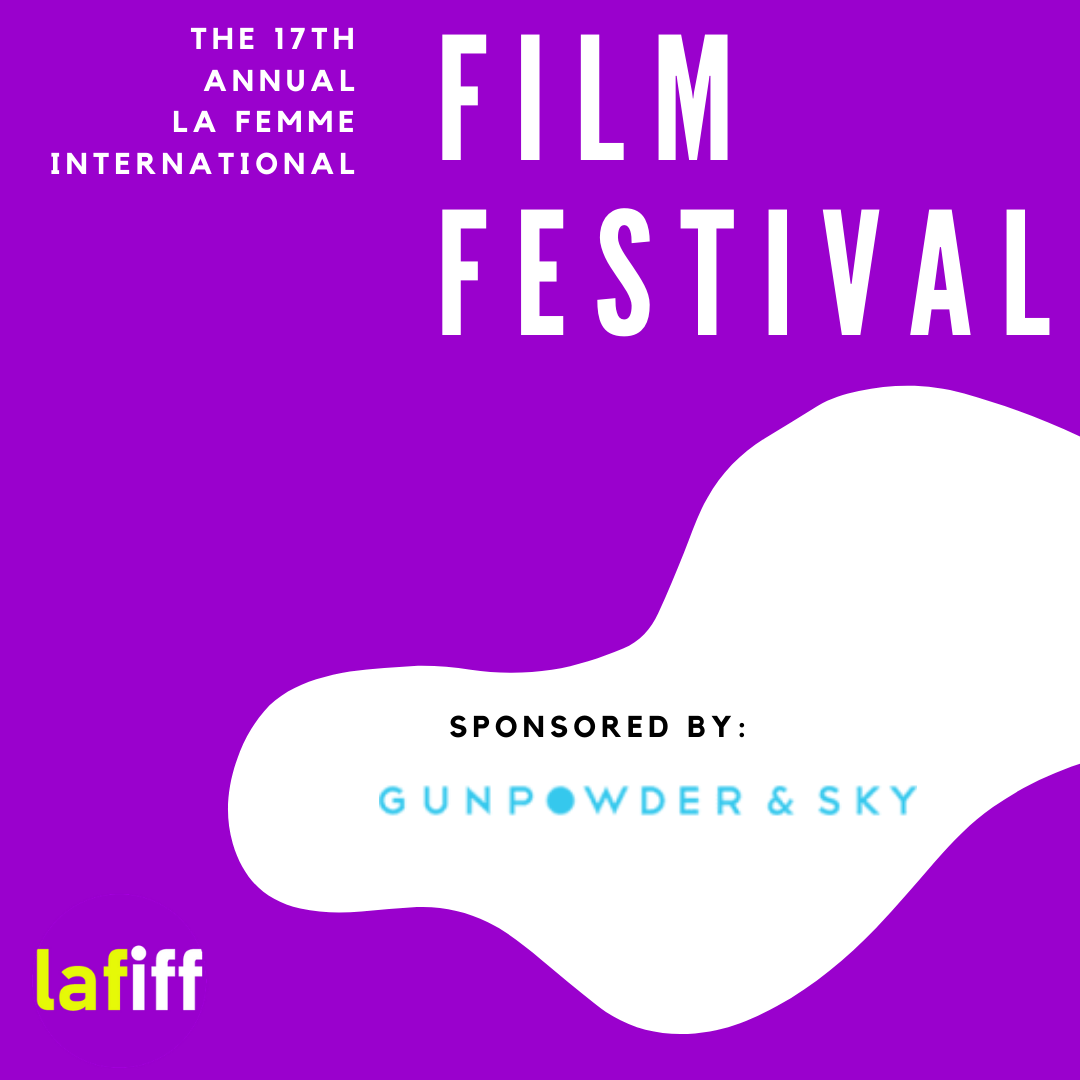 THE 17TH
ANNUAL
LA FEMME
INTERNATIONAL
FILM
FESTIVAL
SPONSORED BY:
GUNPOWDER & SKY
lafiff